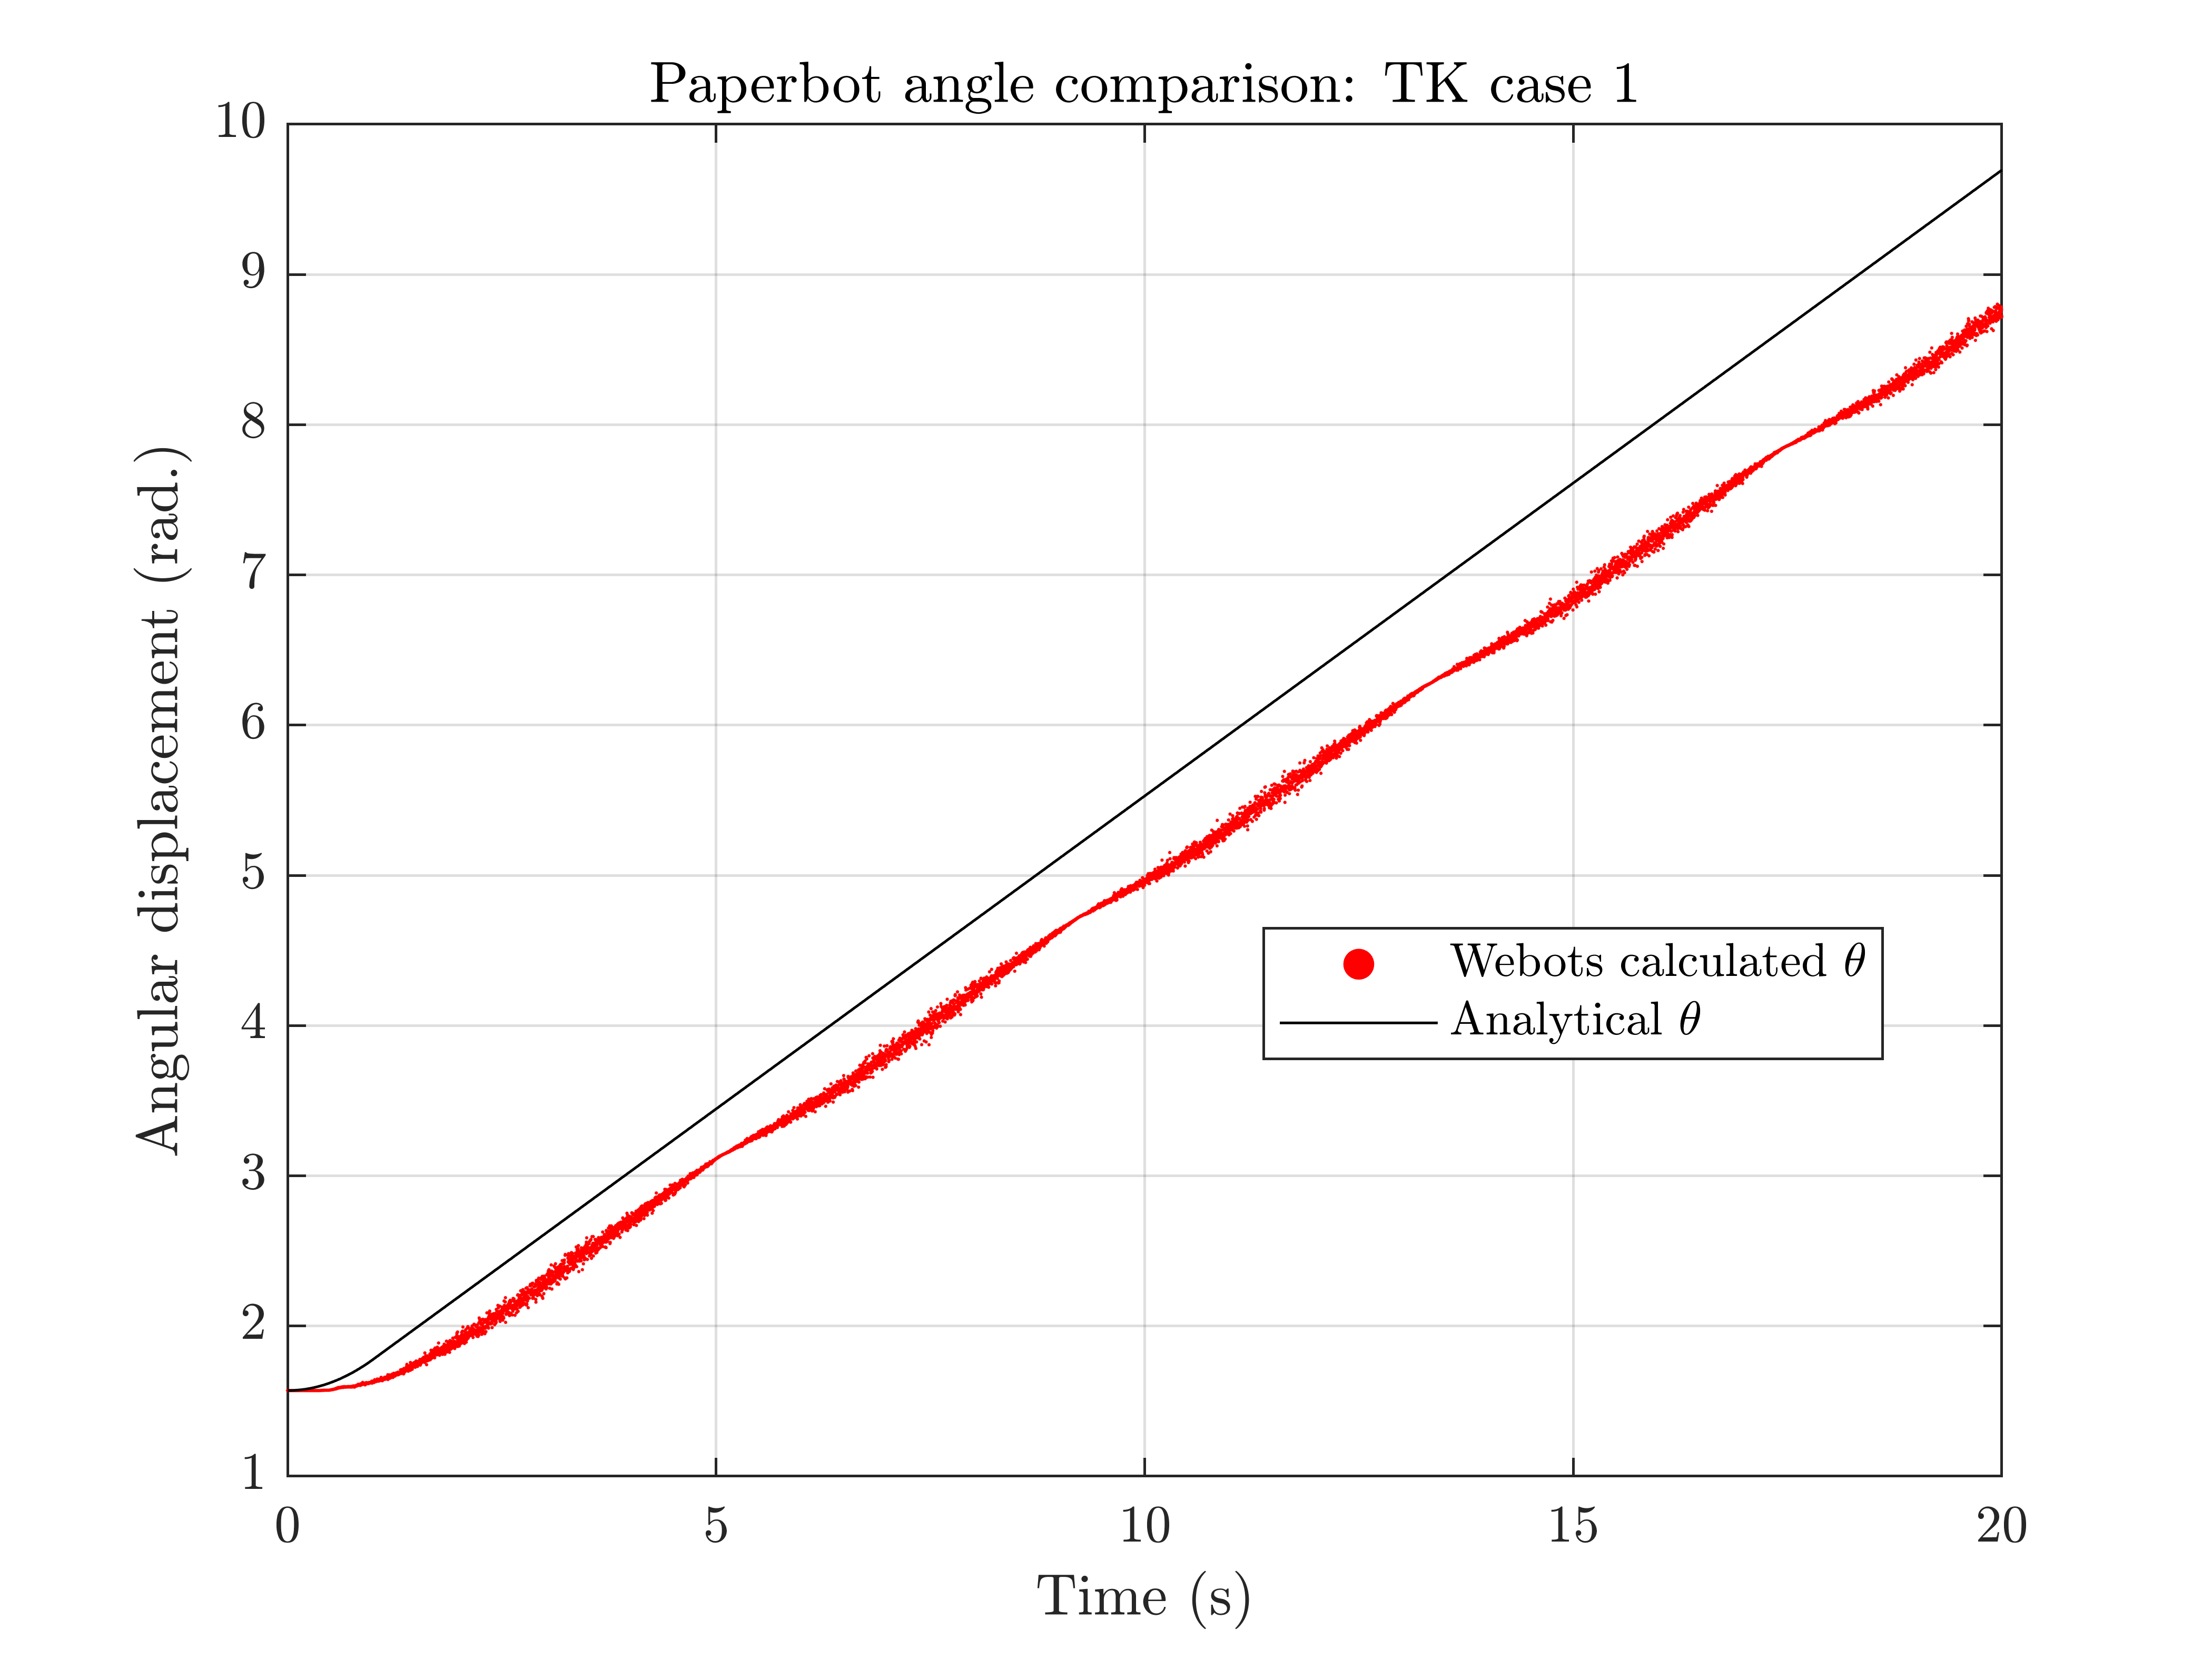 Paperbot angle comparison: TK case 1
10
9
8
7
6
5
4
3
2
1
Angular displacement (rad.)
Webots calculated θ
Analytical θ
0 5 10 15 20
Time (s)